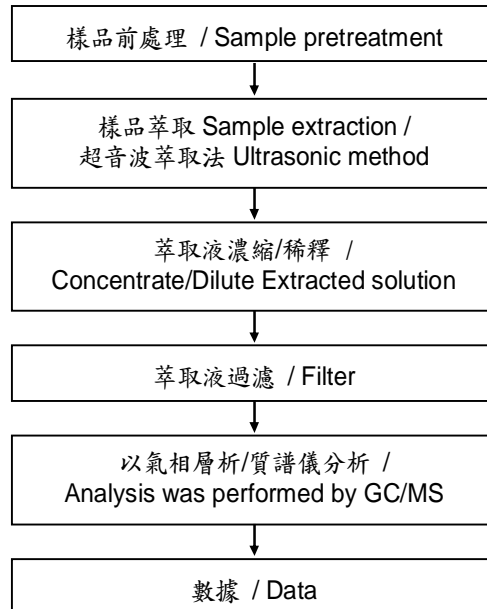 樣品前處理 / Sample pretreatment
樣品萃取 Sample extraction /
超音波萃取法 Ultrasonic method
萃取液濃縮/稀釋 /
Concentrate/Dilute Extracted solution
萃取液過濾 / Filter
以氣相層析/質譜儀分析 /
Analysis was performed by GC/MS
數據 / Data